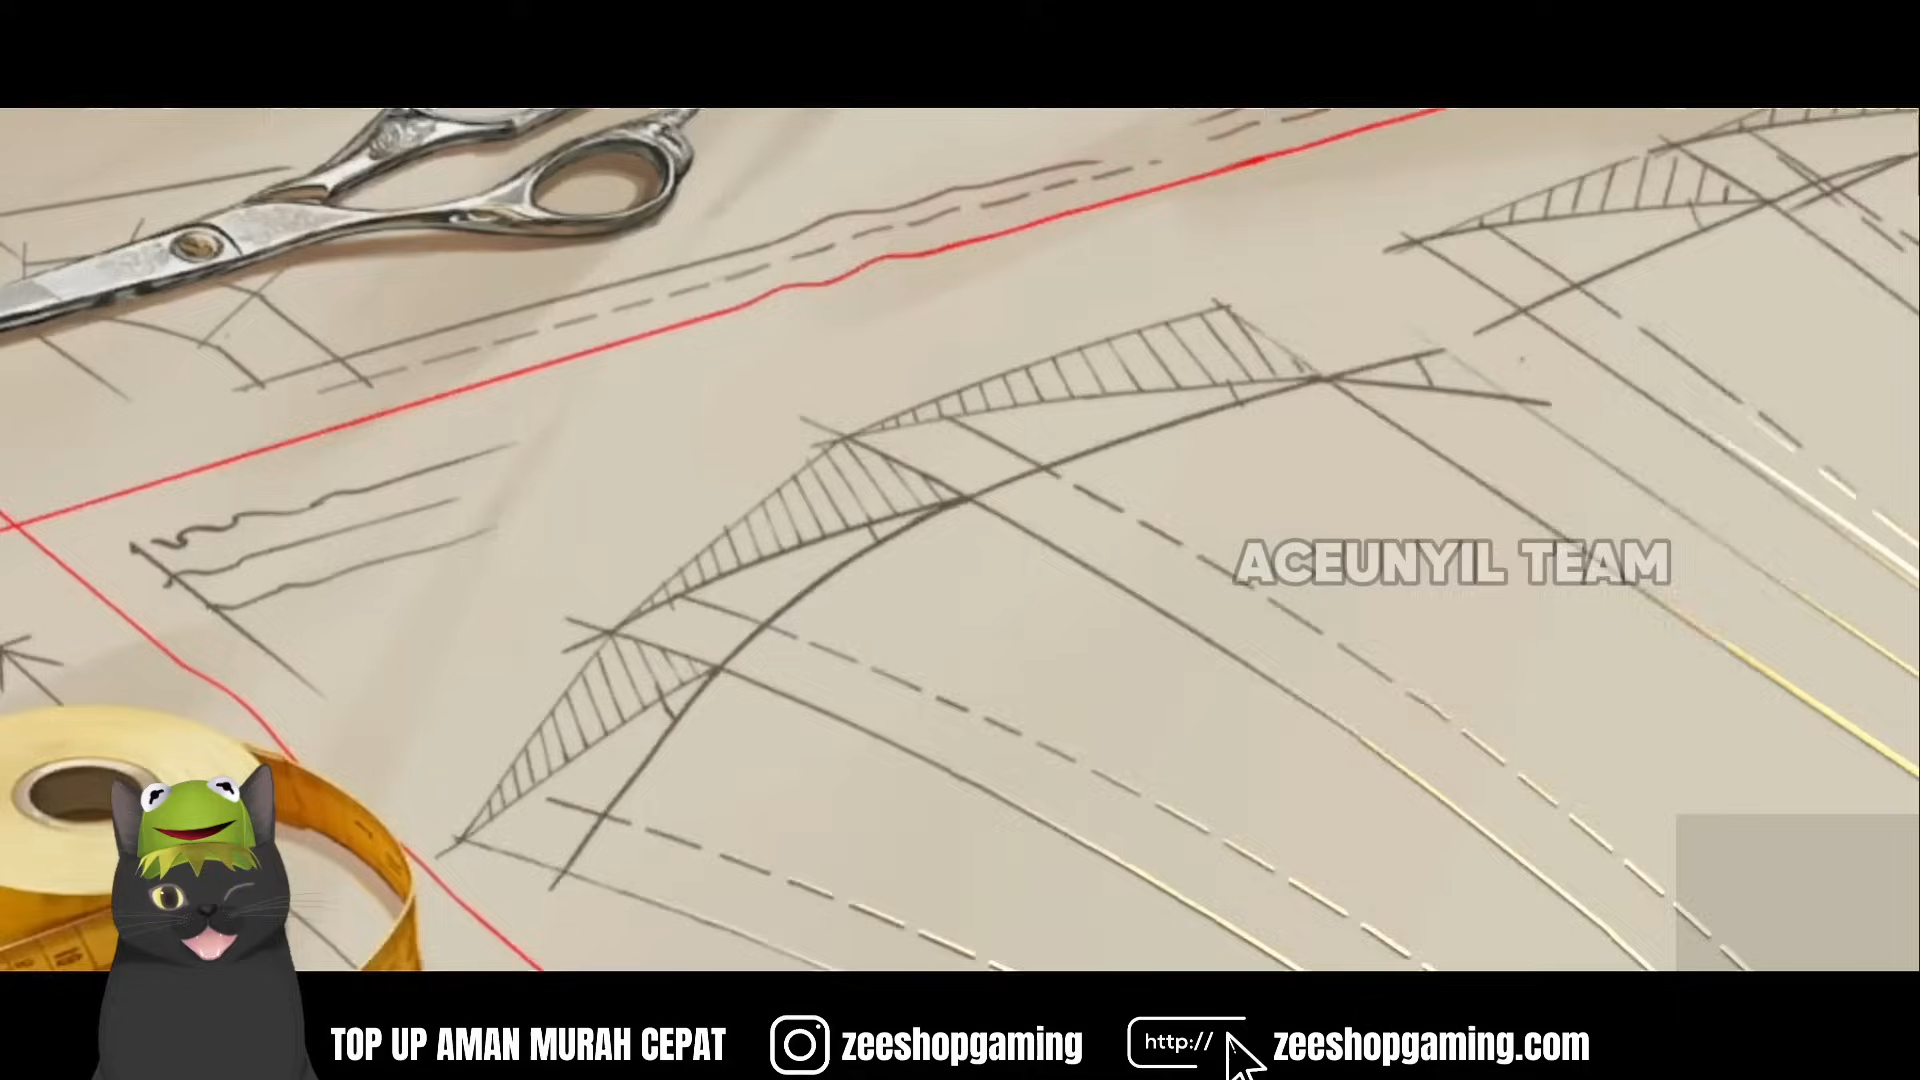 ACEUNYIL TEAM
TOP UP AMAN MURAH CEPAT
zeeshopgaming
http://
zeeshopgaming.com